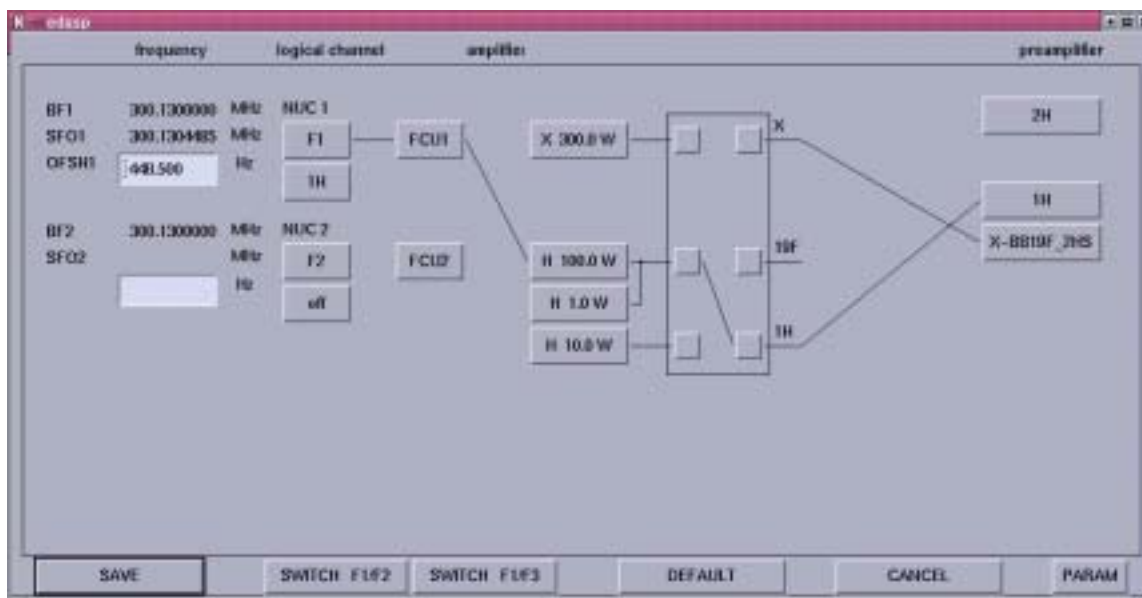 edasp
frequency logical channel amplifier preamplifier
BF1 300.1300000 MHz NUC 1
SFO1 300.1304485 MHz F1 FCU1 X 300.0 W X 2H
OFSH1 448.500 Hz 1H
1H
BF2 300.1300000 MHz NUC 2
SFO2 MHz F2 FCU2 H 100.0 W 19F X-BB19F_2HS
Hz off H 1.0 W
H 10.0 W 1H
SAVE SWITCH F1/F2 SWITCH F1/F3 DEFAULT CANCEL PARAM